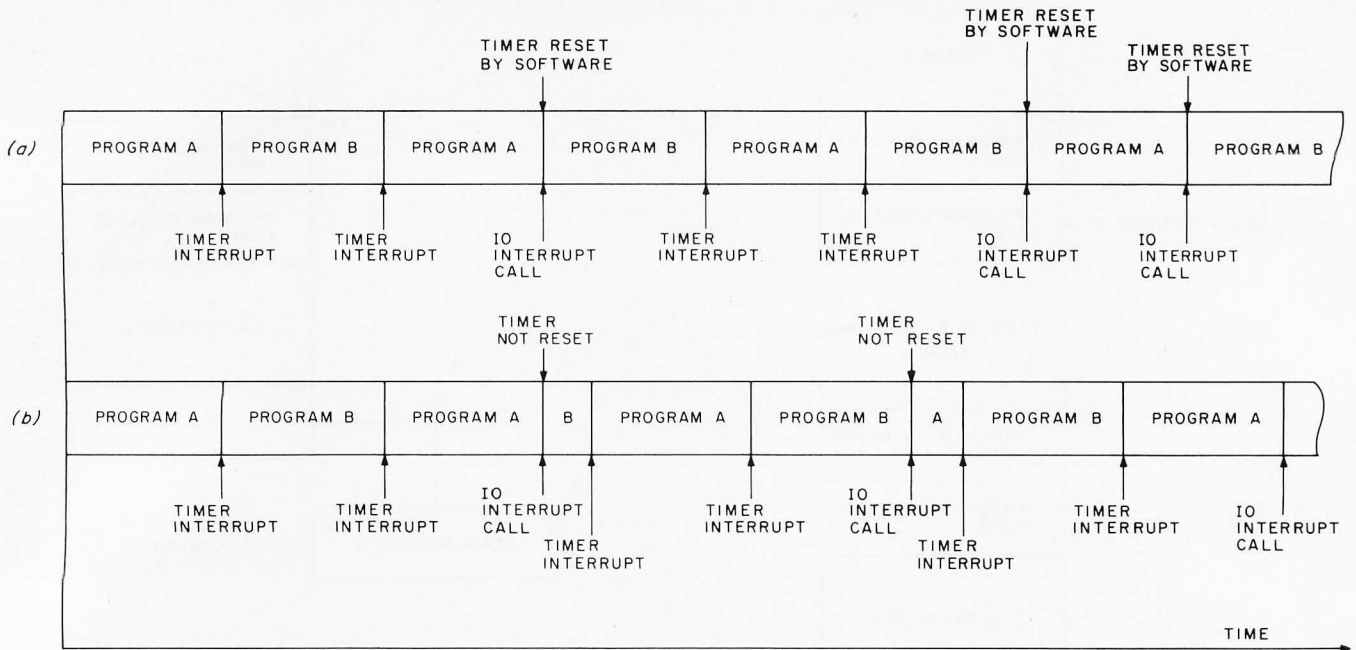 TIMER RESET
BY SOFTWARE
TIMER RESET
BY SOFTWARE
TIMER RESET
BY SOFTWARE
(a)
PROGRAM A
PROGRAM B
PROGRAM A
PROGRAM B
PROGRAM A
PROGRAM B
PROGRAM A
PROGRAM B
TIMER
INTERRUPT
TIMER
INTERRUPT
IO
INTERRUPT
CALL
TIMER
INTERRUPT
TIMER
INTERRUPT
IO
INTERRUPT
CALL
IO
INTERRUPT
CALL
TIMER
NOT RESET
TIMER
NOT RESET
(b)
PROGRAM A
PROGRAM B
PROGRAM A
B
PROGRAM A
PROGRAM B
A
PROGRAM B
PROGRAM A
TIMER
INTERRUPT
TIMER
INTERRUPT
IO
INTERRUPT
CALL
TIMER
INTERRUPT
TIMER
INTERRUPT
IO
INTERRUPT
CALL
TIMER
INTERRUPT
TIMER
INTERRUPT
IO
INTERRUPT
CALL
TIME